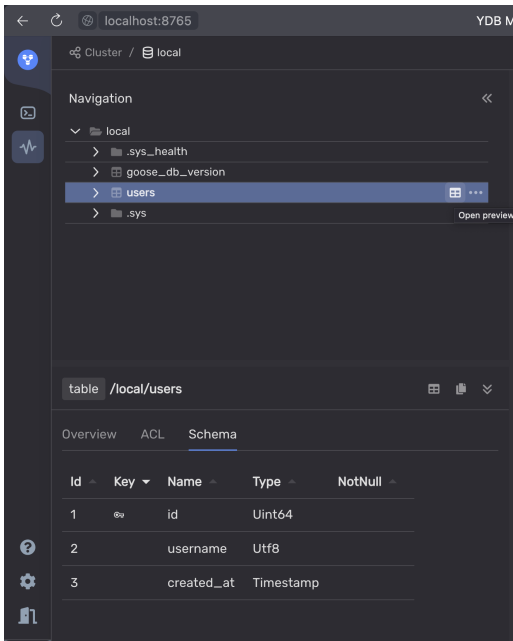 localhost:8765
YDB M
Cluster / local
Navigation
local
.sys_health
goose_db_version
users
.sys
Open preview
table /local/users
Overview ACL Schema
Id Key Name Type NotNull
1 id Uint64
2 username Utf8
3 created_at Timestamp